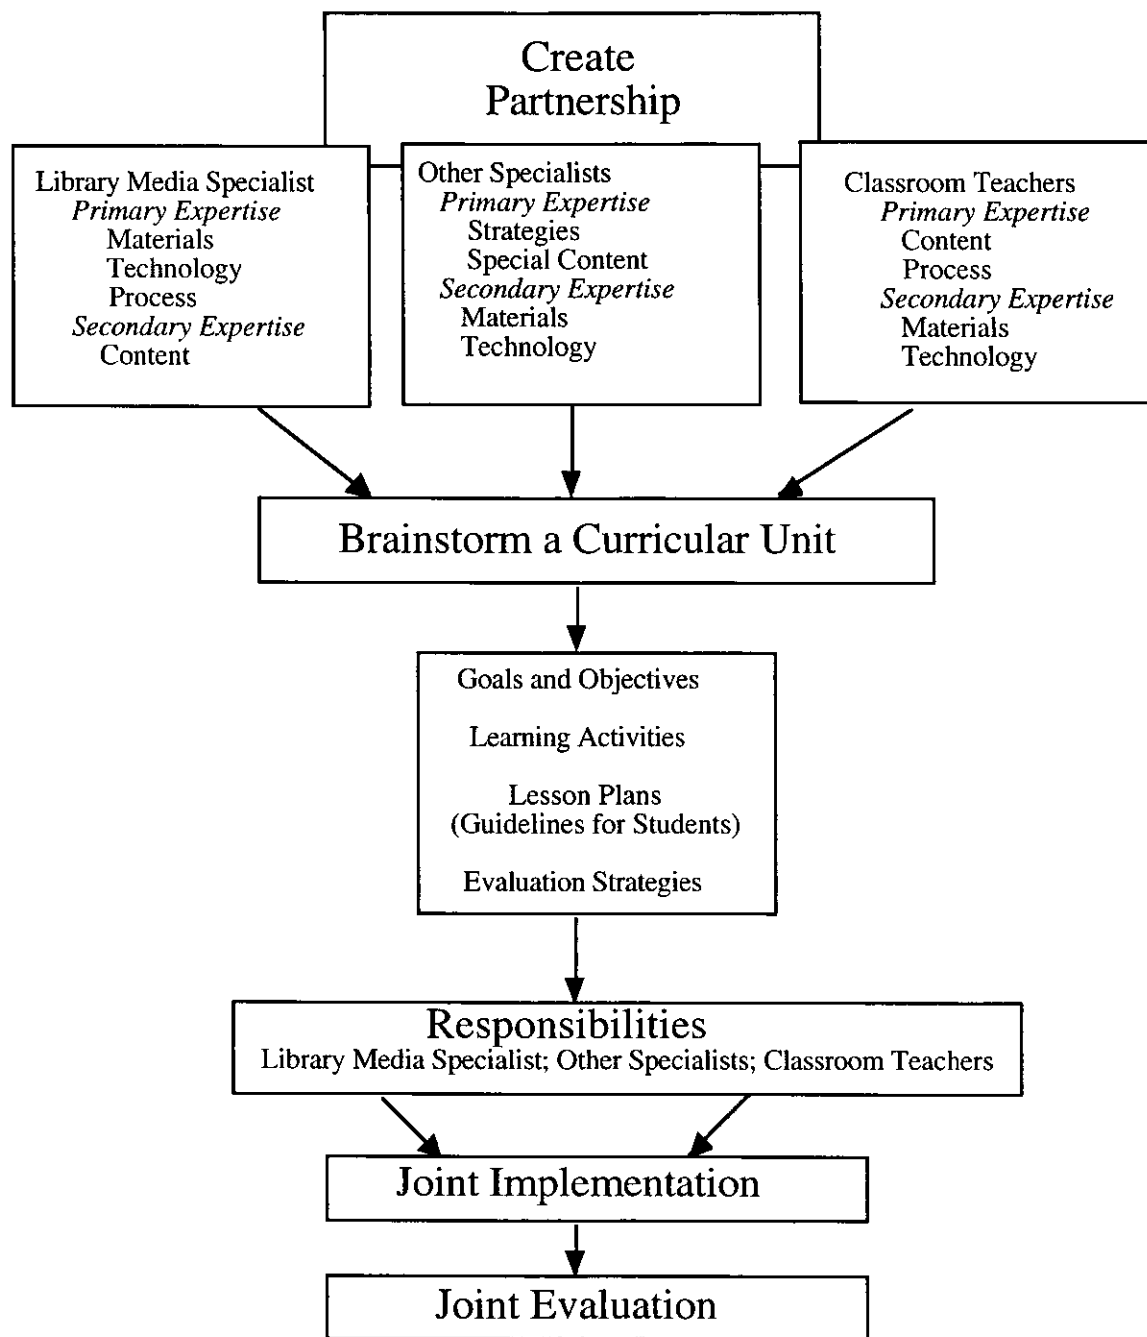 Create
Partnership
Library Media Specialist
Primary Expertise
Materials
Technology
Process
Secondary Expertise
Content
Other Specialists
Primary Expertise
Strategies
Special Content
Secondary Expertise
Materials
Technology
Classroom Teachers
Primary Expertise
Content
Process
Secondary Expertise
Materials
Technology
Brainstorm a Curricular Unit
Goals and Objectives
Learning Activities
Lesson Plans
(Guidelines for Students)
Evaluation Strategies
Responsibilities
Library Media Specialist; Other Specialists; Classroom Teachers
Joint Implementation
Joint Evaluation